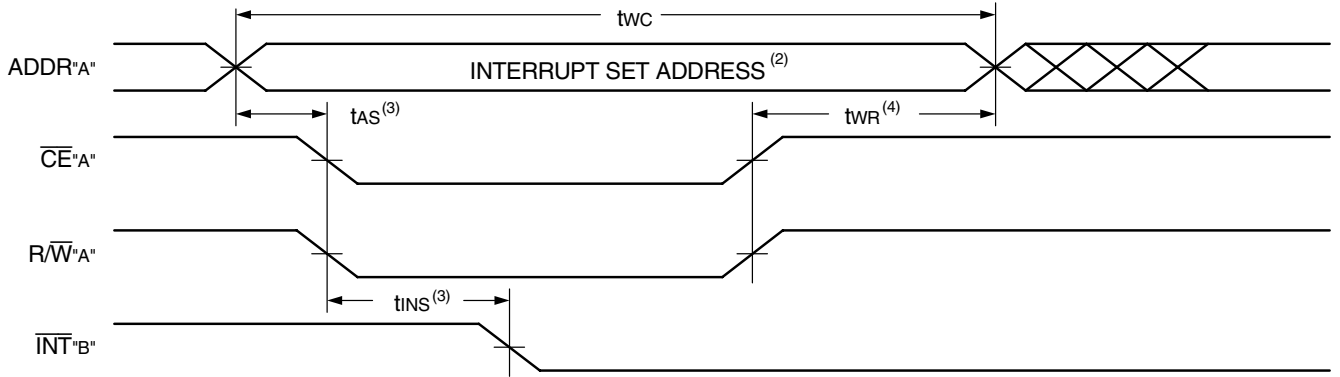 tWC
ADDR"A"
INTERRUPT SET ADDRESS(2)
tAS(3)
tWR(4)
CE"A"
R/W"A"
tINS(3)
INT"B"